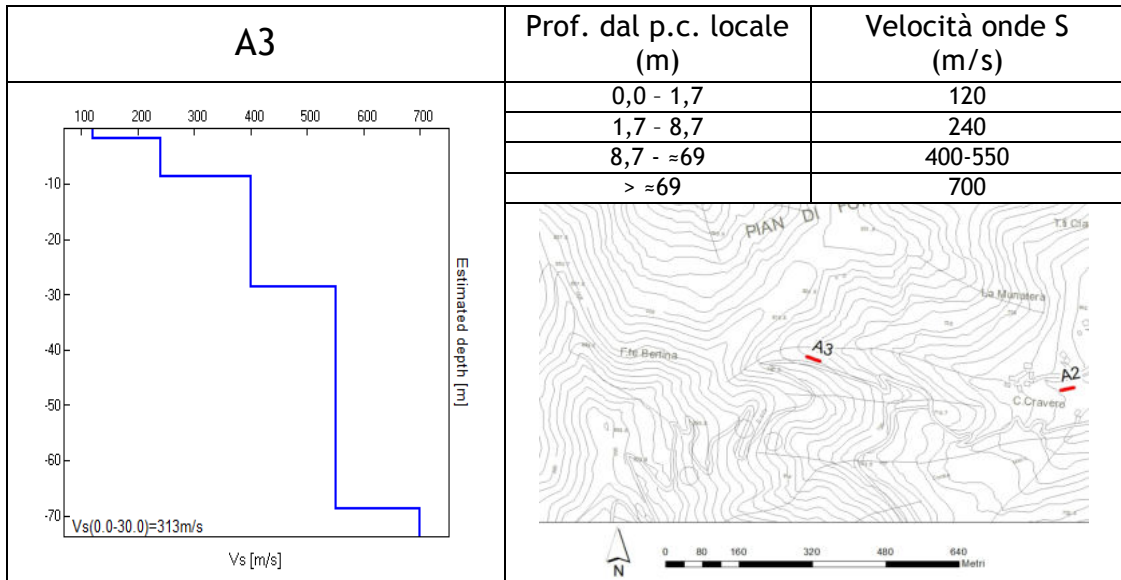 A3
Prof. dal p.c. locale
(m)
Velocità onde S
(m/s)
0,0 – 1,7
120
1,7 – 8,7
240
8,7 - ≈69
400-550
> ≈69
700
100 200 300 400 500 600 700
-10
-20
-30
-40
-50
-60
-70
Estimated depth [m]
Vs(0.0-30.0)=313m/s
Vs [m/s]
PIAN DI
La Munatera
F.te Bertina
A3
A2
C.Cravero
N
0 80 160 320 480 640
Metri